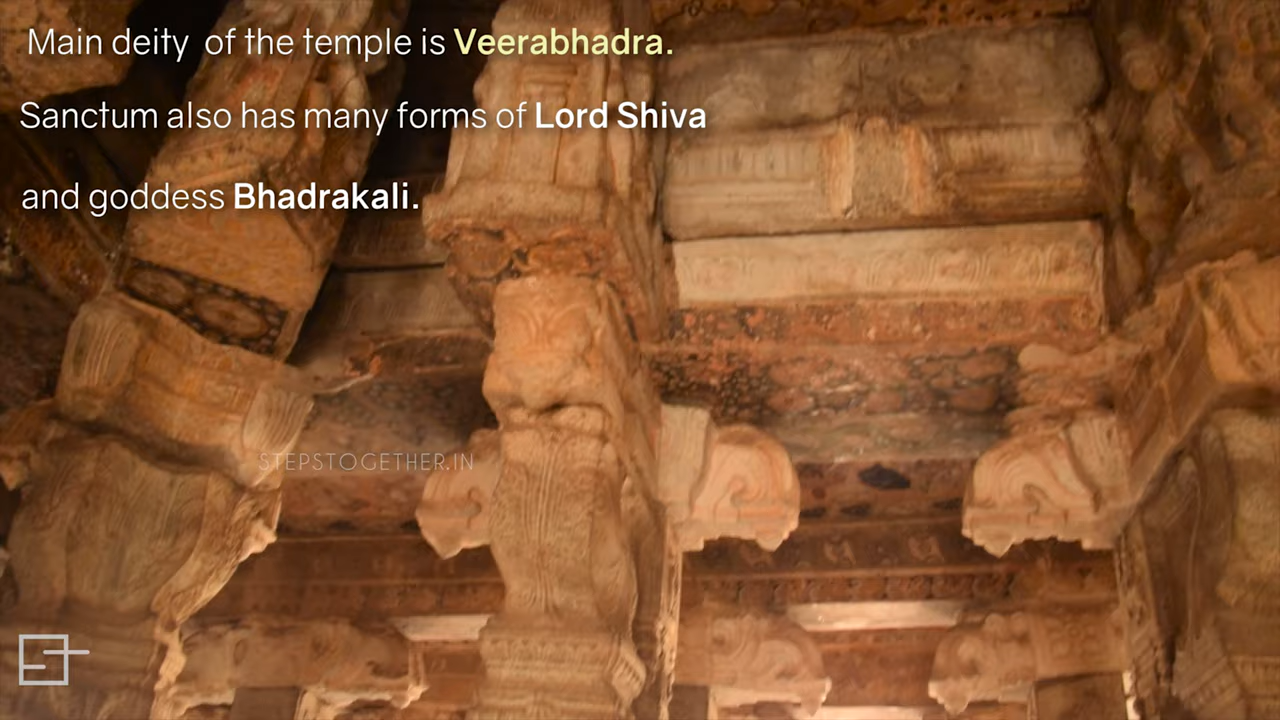 Main deity of the temple is Veerabhadra.
Sanctum also has many forms of Lord Shiva
and goddess Bhadrakali.
STEPSTOGETHER.IN